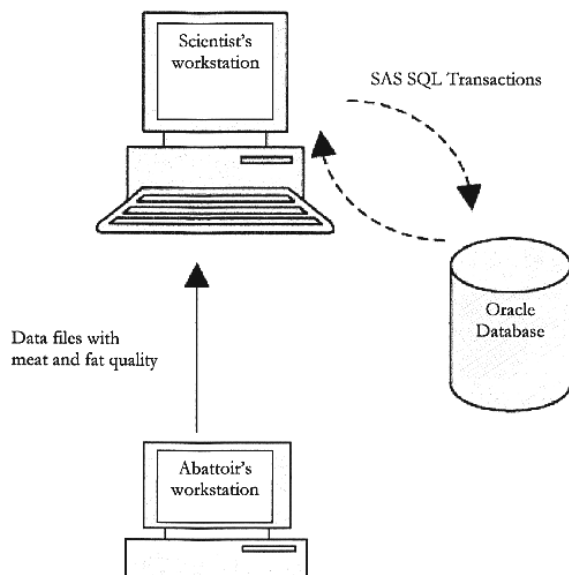 Scientist's
workstation
SAS SQL Transactions
Oracle
Database
Data files with
meat and fat quality
Abattoir's
workstation